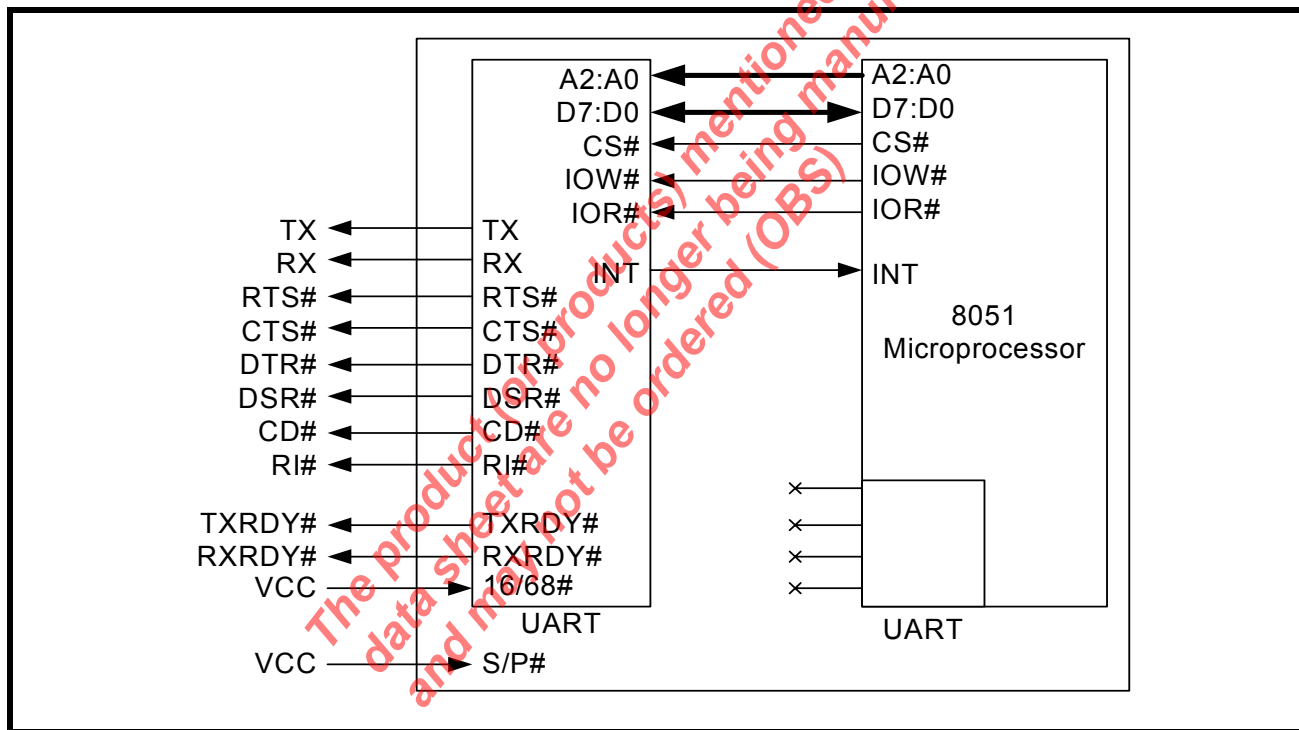 A2:A0
A2:A0
D7:D0
D7:D0
CS#
CS#
IOW#
IOW#
IOR#
IOR#
TX
TX
RX
RX
INT
INT
RTS#
RTS#
CTS#
CTS#
8051
Microprocessor
DTR#
DTR#
DSR#
DSR#
CD#
CD#
RI#
RI#
TXRDY#
TXRDY#
RXRDY#
RXRDY#
VCC
16/68#
UART
UART
VCC
S/P#
The product (or products) mentioned
data sheet are no longer being manu
and may not be ordered (OBS)